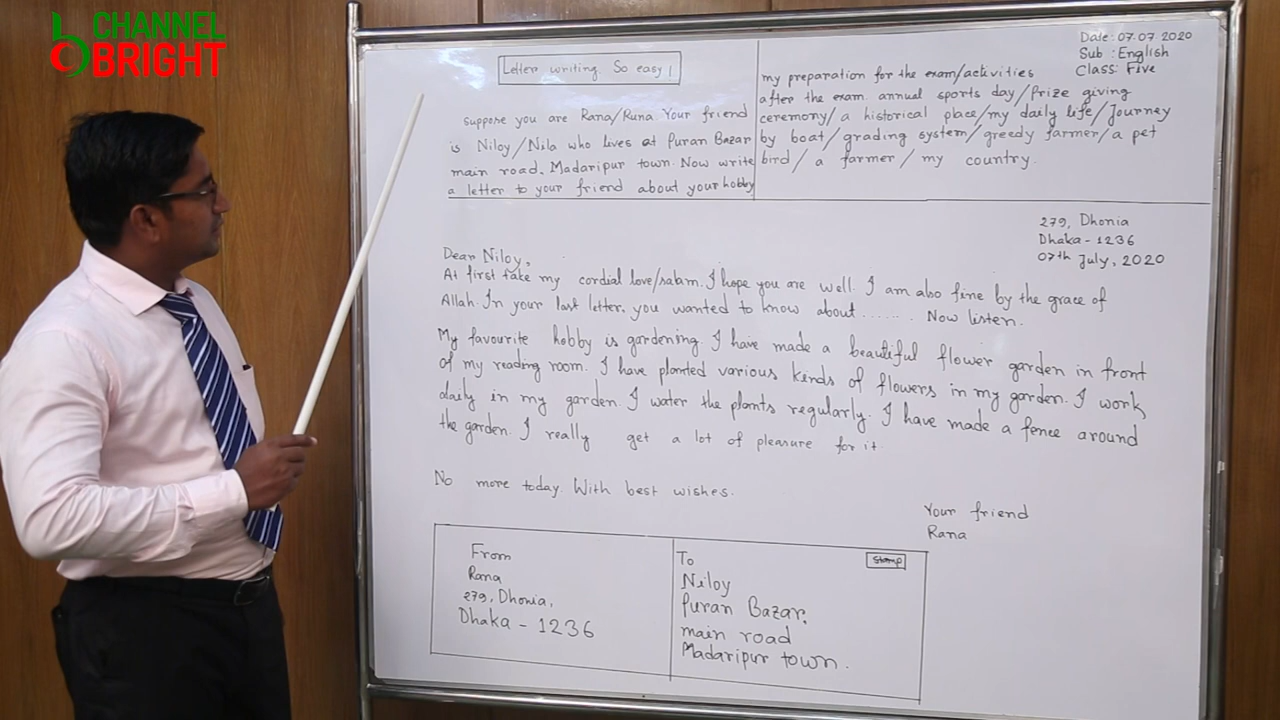 CHANNEL
BRIGHT
Letter writing. So easy!
suppose you are Rana/Runa. Your friend
is Niloy/Nila who lives at Puran Bazar
main road, Madaripur town. Now write
a letter to your friend about your hobby
my preparation for the exam/activities
after the exam. annual sports day/Prize giving
ceremony/a historical place/my daily life/Journey
by boat/grading system/greedy farmer/a pet
bird/a farmer/my country.
Date: 07.07.2020
Sub: English
Class: Five
279, Dhonia
Dhaka-1236
07th July, 2020
Dear Niloy,
At first take my cordial love/salam. I hope you are well. I am also fine by the grace of
Allah. In your last letter, you wanted to know about ....... Now listen.
My favourite hobby is gardening. I have made a beautiful flower garden in front
of my reading room. I have planted various kinds of flowers in my garden. I work
daily in my garden. I water the plants regularly. I have made a fence around
the garden. I really get a lot of pleasure for it.
No more today. With best wishes.
Your friend
Rana
From
Rana
279, Dhonia,
Dhaka-1236
To
Stamp
Niloy
Puran Bazar,
main road
Madaripur town.